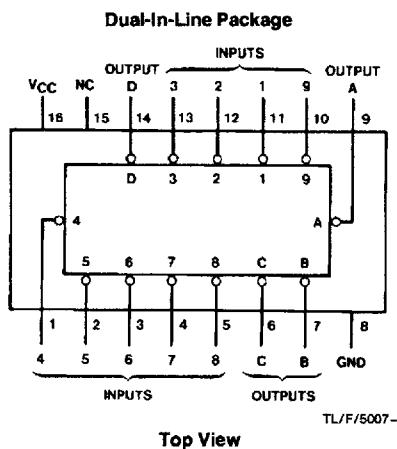 Dual-In-Line Package
INPUTS
OUTPUT OUTPUT
VCC NC D 3 2 1 9 A
16 15 14 13 12 11 10 9
D 3 2 1 9
4 A
5 6 7 8 C B
1 2 3 4 5 6 7 8
4 5 6 7 8 C B GND
INPUTS OUTPUTS
TL/F/5007–
Top View